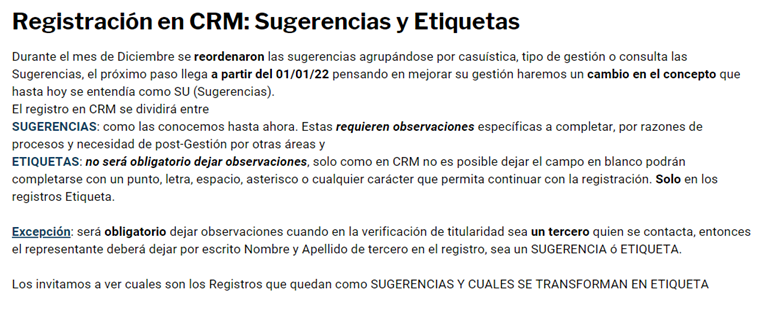 Registración en CRM: Sugerencias y Etiquetas
Durante el mes de Diciembre se reordenaron las sugerencias agrupándose por casuística, tipo de gestión o consulta las
Sugerencias, el próximo paso llega a partir del 01/01/22 pensando en mejorar su gestión haremos un cambio en el concepto que
hasta hoy se entendía como SU (Sugerencias).
El registro en CRM se dividirá entre
SUGERENCIAS: como las conocemos hasta ahora. Estas requieren observaciones específicas a completar, por razones de
procesos y necesidad de post-Gestión por otras áreas y
ETIQUETAS: no será obligatorio dejar observaciones, solo como en CRM no es posible dejar el campo en blanco podrán
completarse con un punto, letra, espacio, asterisco o cualquier carácter que permita continuar con la registración. Solo en los
registros Etiqueta.
Excepción: será obligatorio dejar observaciones cuando en la verificación de titularidad sea un tercero quien se contacta, entonces
el representante deberá dejar por escrito Nombre y Apellido de tercero en el registro, sea un SUGERENCIA ó ETIQUETA.
Los invitamos a ver cuales son los Registros que quedan como SUGERENCIAS Y CUALES SE TRANSFORMAN EN ETIQUETA